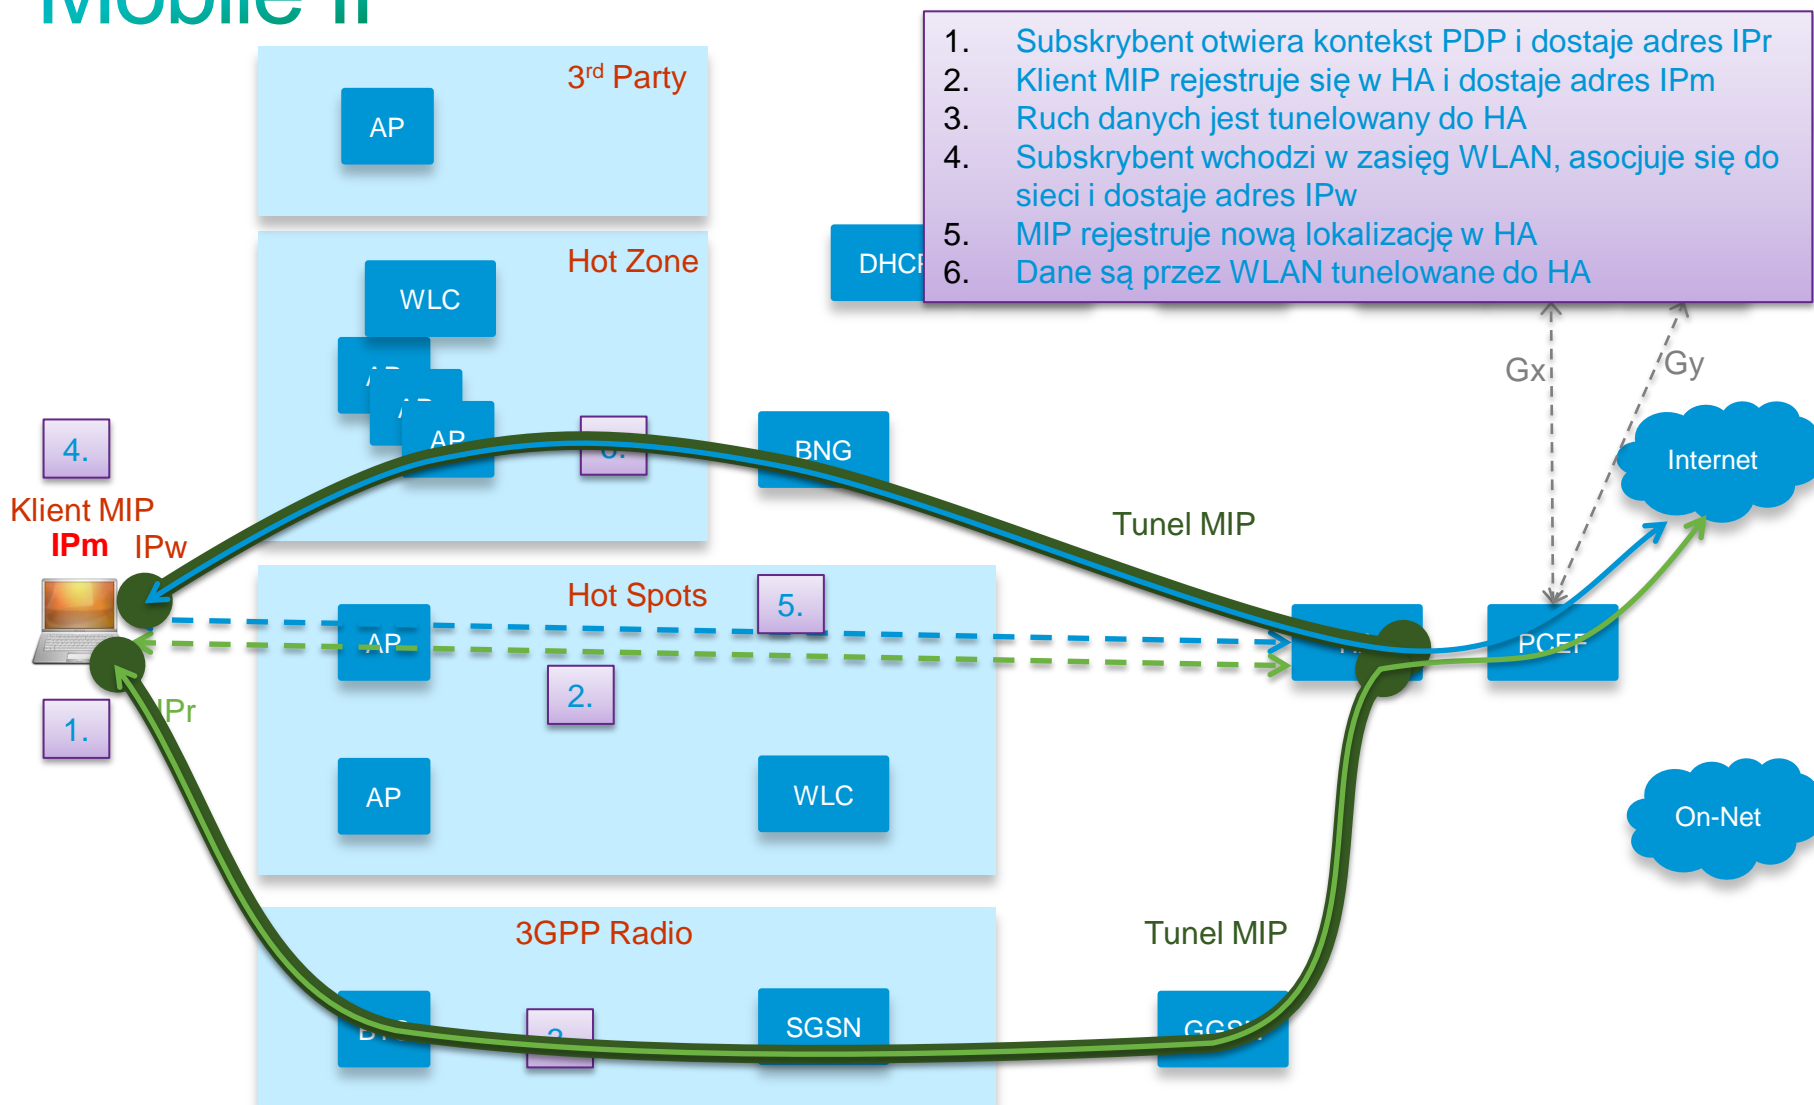 Mobile IP
1. Subskrybent otwiera kontekst PDP i dostaje adres IPr
2. Klient MIP rejestruje się w HA i dostaje adres IPm
3. Ruch danych jest tunelowany do HA
4. Subskrybent wchodzi w zasięg WLAN, asocjuje się do
sieci i dostaje adres IPw
5. MIP rejestruje nową lokalizację w HA
6. Dane są przez WLAN tunelowane do HA
3rd Party
AP
Hot Zone
WLC
AP
AP
AP
6.
BNG
Gx
Gy
Internet
4.
Klient MIP
IPm IPw
Tunel MIP
Hot Spots
5.
AP
PCEF
2.
1.
IPr
AP
WLC
On-Net
3GPP Radio
Tunel MIP
SGSN